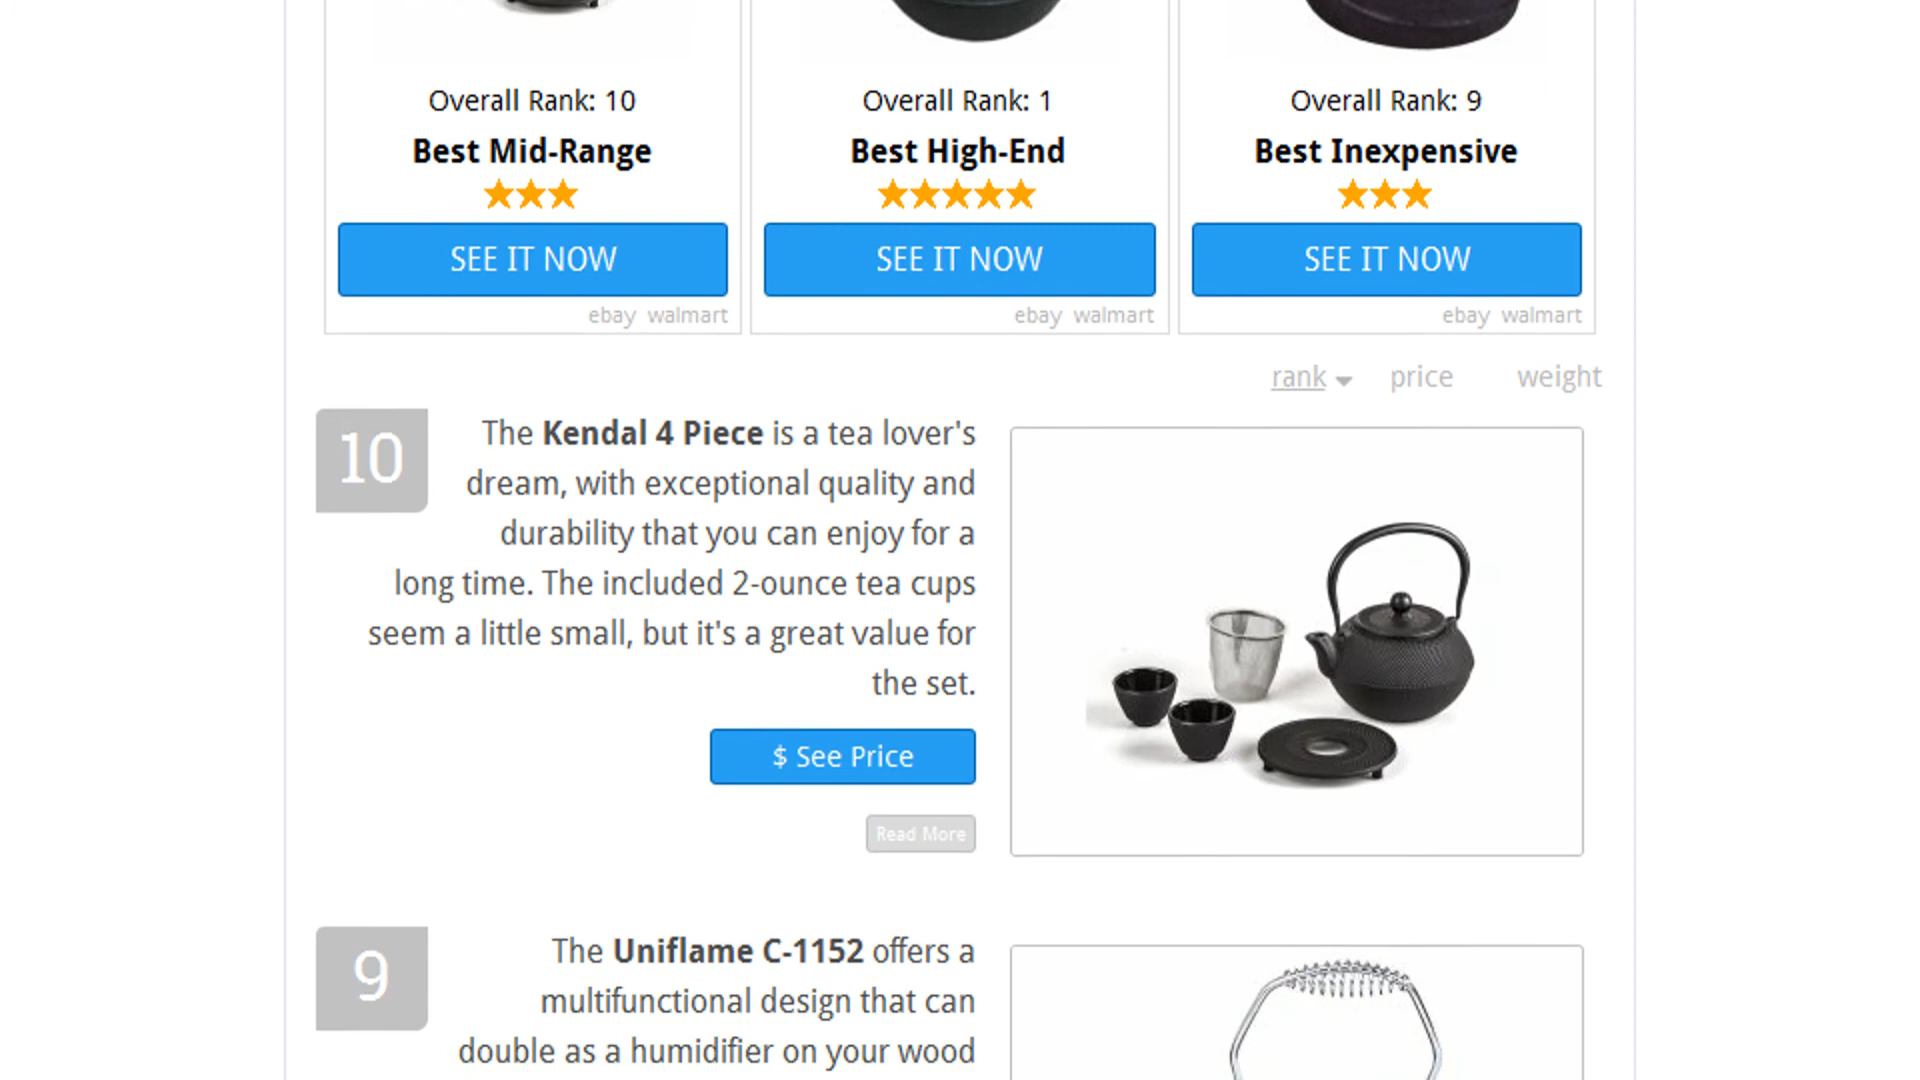 Overall Rank: 10
Best Mid-Range
SEE IT NOW
ebay walmart
Overall Rank: 1
Best High-End
SEE IT NOW
ebay walmart
Overall Rank: 9
Best Inexpensive
SEE IT NOW
ebay walmart
rank price weight
10
The Kendal 4 Piece is a tea lover's
dream, with exceptional quality and
durability that you can enjoy for a
long time. The included 2-ounce tea cups
seem a little small, but it's a great value for
the set.
$ See Price
Read More
9
The Uniflame C-1152 offers a
multifunctional design that can
double as a humidifier on your wood